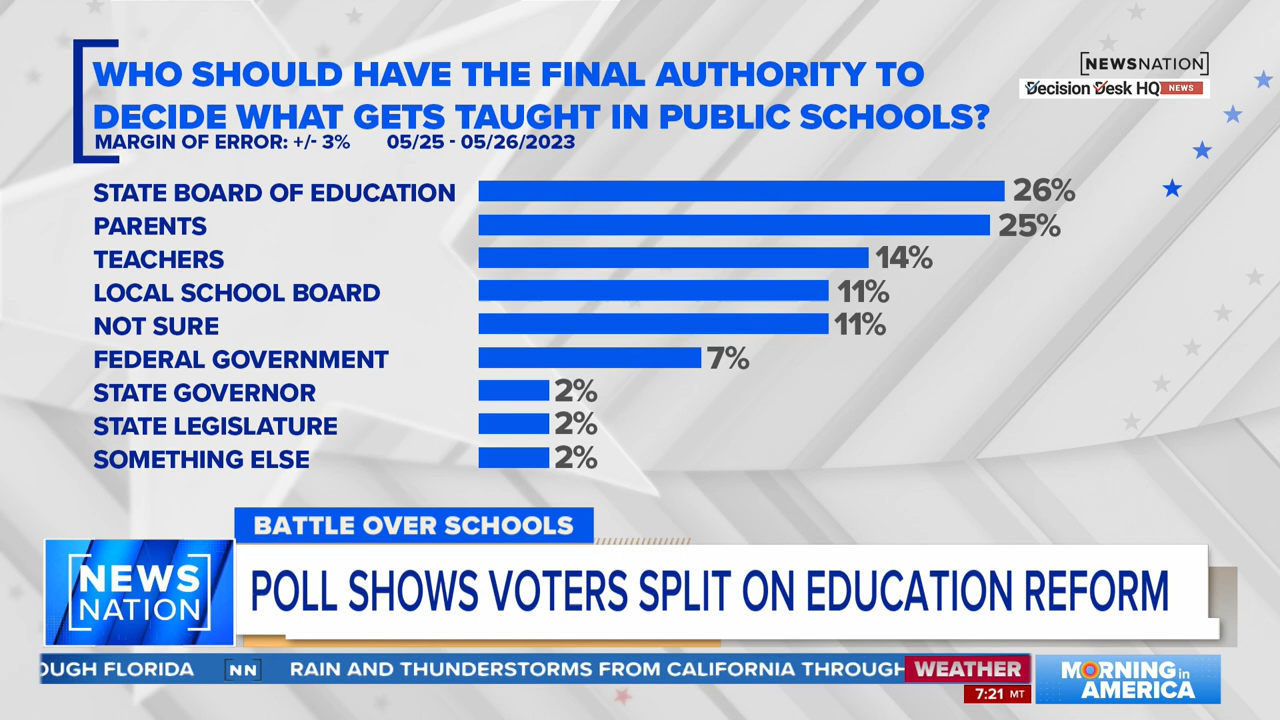 WHO SHOULD HAVE THE FINAL AUTHORITY TO
DECIDE WHAT GETS TAUGHT IN PUBLIC SCHOOLS?
MARGIN OF ERROR: +/- 3% 05/25 - 05/26/2023
[NEWSNATION]
Decision Desk HQ NEWS
STATE BOARD OF EDUCATION 26%
PARENTS 25%
TEACHERS 14%
LOCAL SCHOOL BOARD 11%
NOT SURE 11%
FEDERAL GOVERNMENT 7%
STATE GOVERNOR 2%
STATE LEGISLATURE 2%
SOMETHING ELSE 2%
BATTLE OVER SCHOOLS
NEWS
NATION
POLL SHOWS VOTERS SPLIT ON EDUCATION REFORM
OUGH FLORIDA [NN] RAIN AND THUNDERSTORMS FROM CALIFORNIA THROUGH WEATHER
7:21 MT
MORNING in
AMERICA